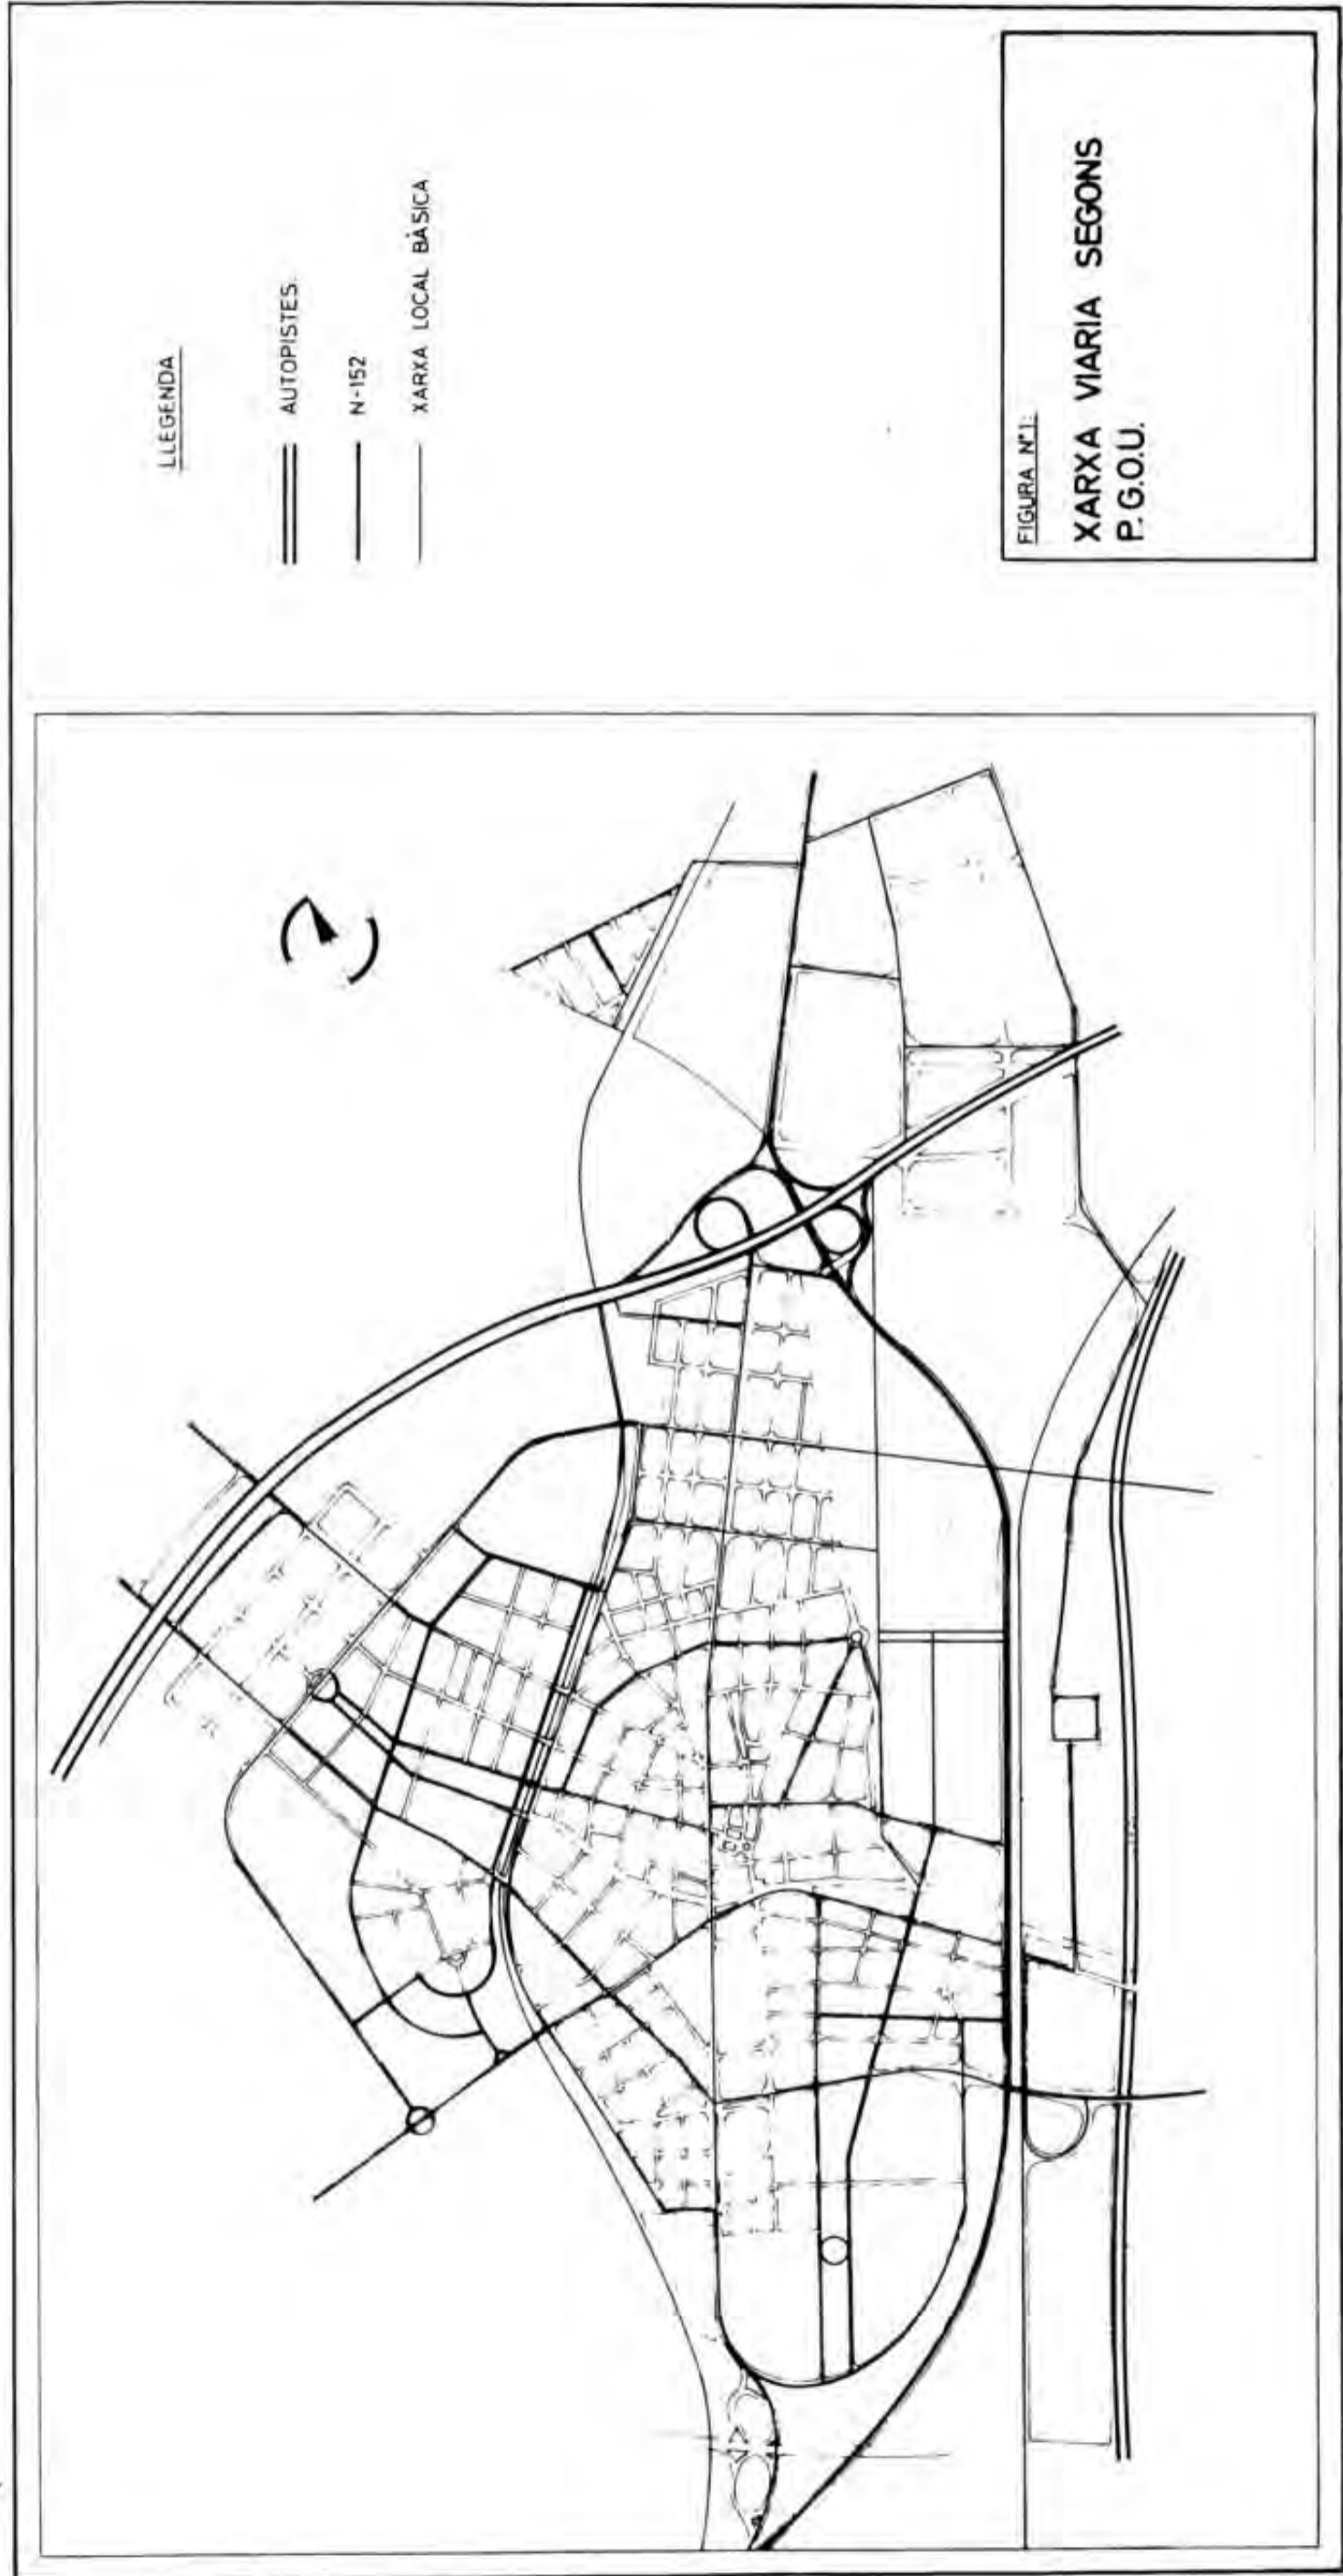 LLEGENDA
AUTOPISTES.
N-152
XARXA LOCAL BÀSICA
FIGURA Nº1:
XARXA VIARIA SEGONS
P.G.O.U.